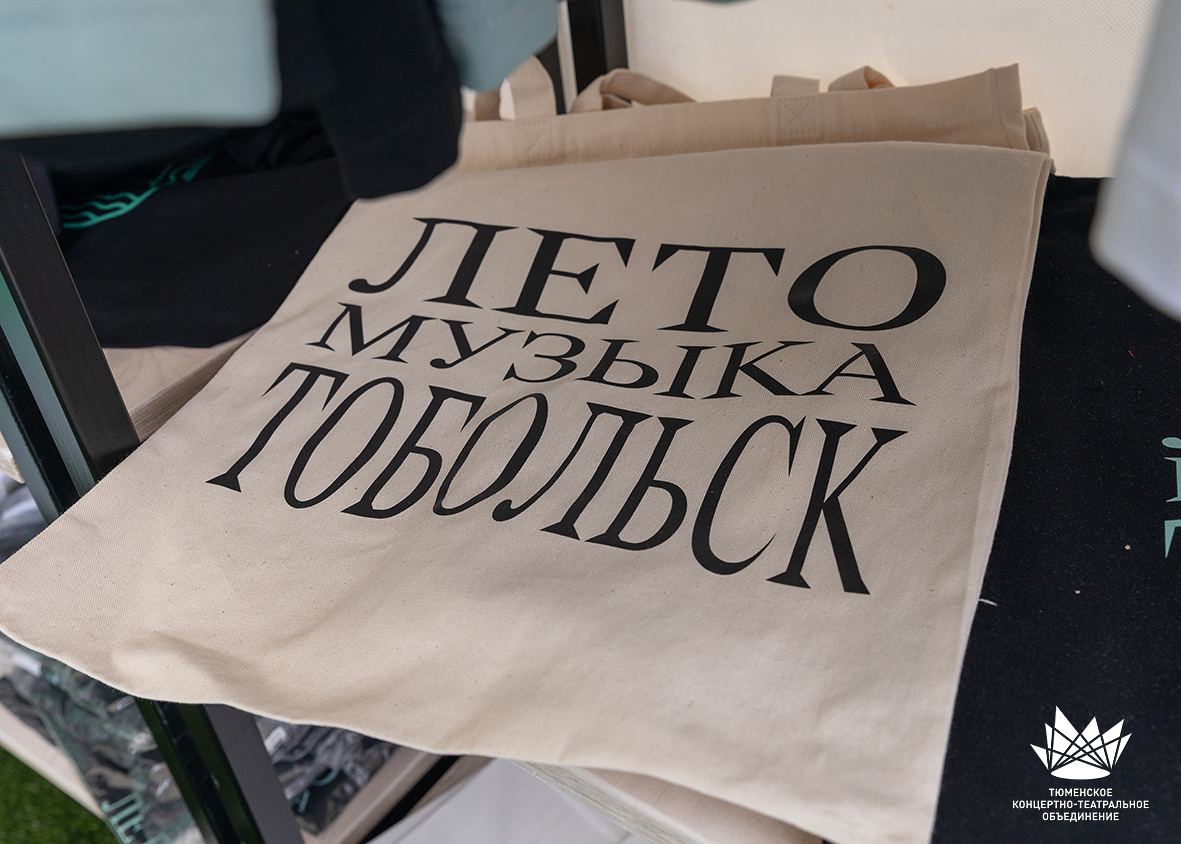 ЛЕТО
МУЗЫКА
ТОБОЛЬСК
ТЮМЕНСКОЕ
КОНЦЕРТНО-ТЕАТРАЛЬНОЕ
ОБЪЕДИНЕНИЕ